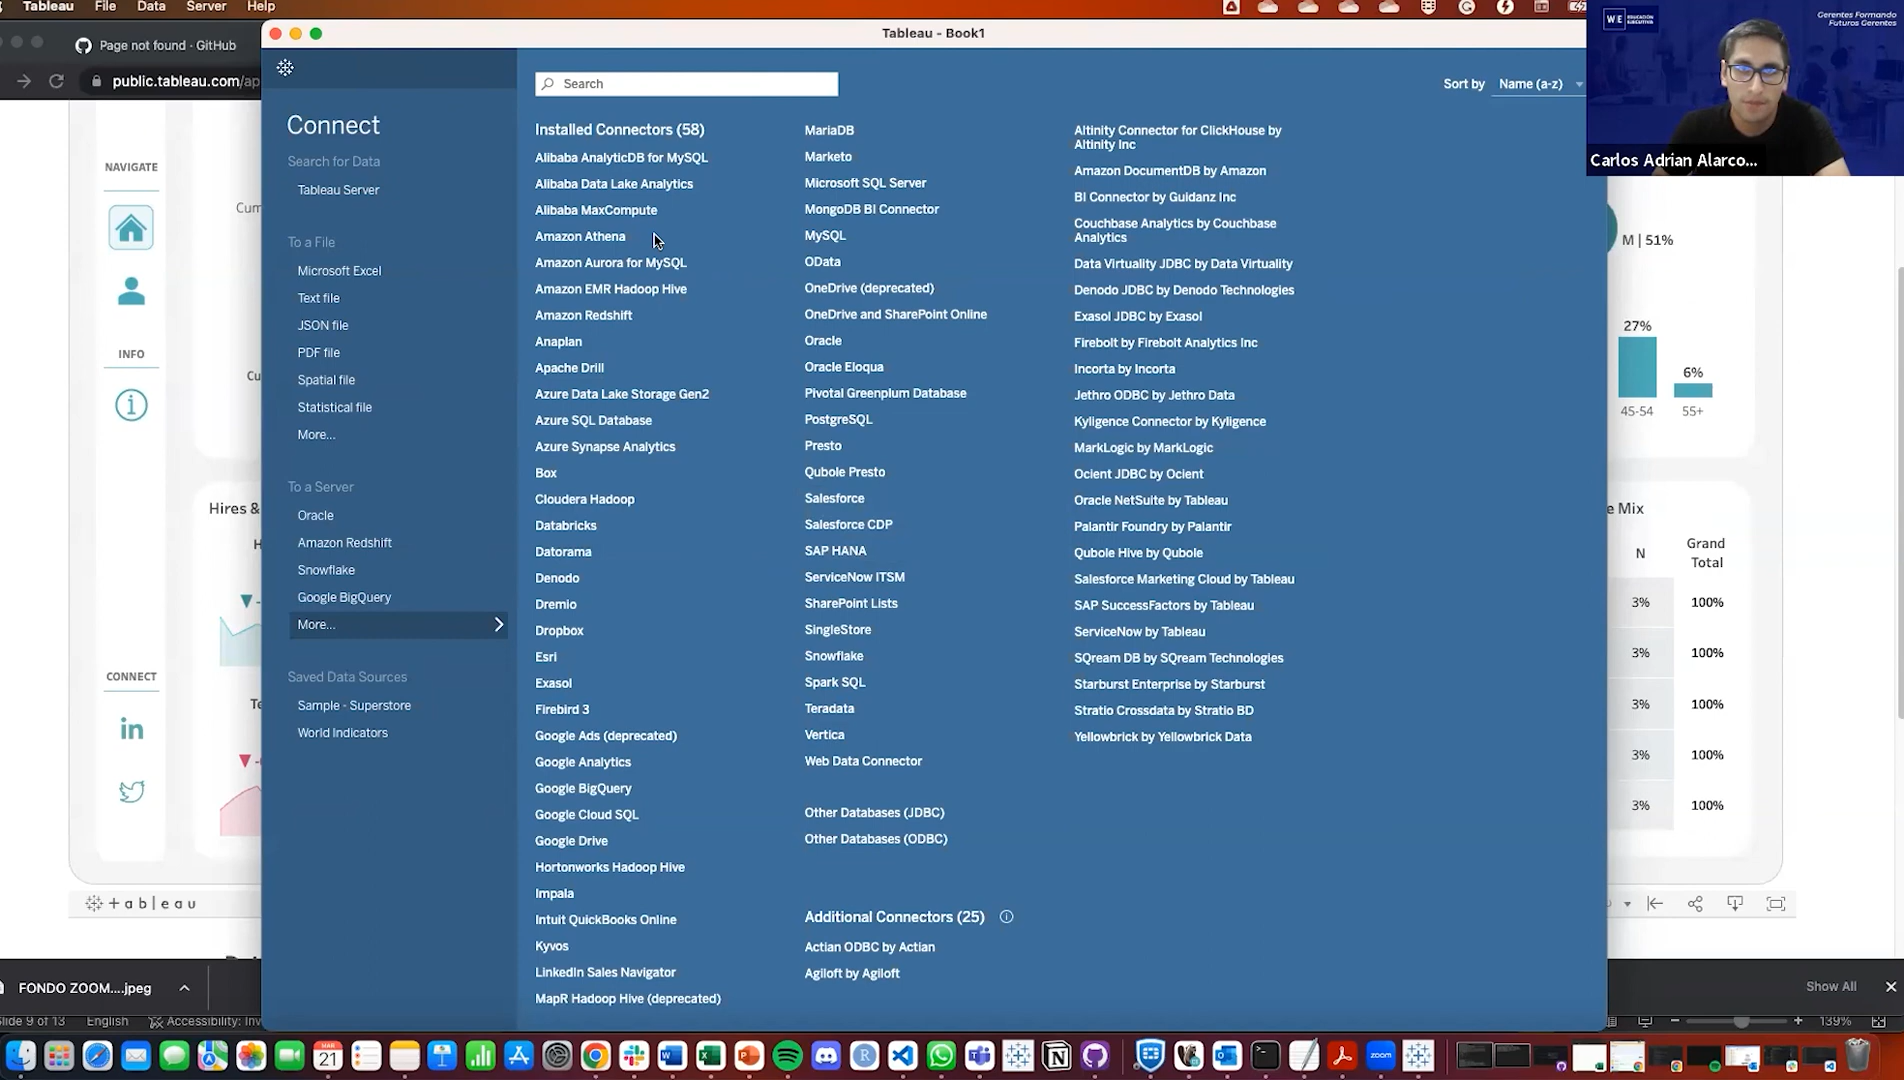 Tableau File Data Server Help
Tableau - Book1
Page not found · GitHub
public.tableau.com/ap
W|E EDUCACIÓN EJECUTIVA
Gerentes Formando
Futuros Gerentes
Carlos Adrian Alarco...
NAVIGATE
INFO
CONNECT
Hires &
Connect
Search for Data
Tableau Server
To a File
Microsoft Excel
Text file
JSON file
PDF file
Spatial file
Statistical file
More...
To a Server
Oracle
Amazon Redshift
Snowflake
Google BigQuery
More...
Saved Data Sources
Sample - Superstore
World Indicators
Search
Sort by Name (a-z)
Installed Connectors (58)
Alibaba AnalyticDB for MySQL
Alibaba Data Lake Analytics
Alibaba MaxCompute
Amazon Athena
Amazon Aurora for MySQL
Amazon EMR Hadoop Hive
Amazon Redshift
Anaplan
Apache Drill
Azure Data Lake Storage Gen2
Azure SQL Database
Azure Synapse Analytics
Box
Cloudera Hadoop
Databricks
Datorama
Denodo
Dremio
Dropbox
Esri
Exasol
Firebird 3
Google Ads (deprecated)
Google Analytics
Google BigQuery
Google Cloud SQL
Google Drive
Hortonworks Hadoop Hive
Impala
Intuit QuickBooks Online
Kyvos
LinkedIn Sales Navigator
MapR Hadoop Hive (deprecated)
MariaDB
Marketo
Microsoft SQL Server
MongoDB BI Connector
MySQL
OData
OneDrive (deprecated)
OneDrive and SharePoint Online
Oracle
Oracle Eloqua
Pivotal Greenplum Database
PostgreSQL
Presto
Qubole Presto
Salesforce
Salesforce CDP
SAP HANA
ServiceNow ITSM
SharePoint Lists
SingleStore
Snowflake
Spark SQL
Teradata
Vertica
Web Data Connector
Other Databases (JDBC)
Other Databases (ODBC)
Additional Connectors (25)
Actian ODBC by Actian
Agiloft by Agiloft
Altinity Connector for ClickHouse by
Altinity Inc
Amazon DocumentDB by Amazon
BI Connector by Guidanz Inc
Couchbase Analytics by Couchbase
Analytics
Data Virtuality JDBC by Data Virtuality
Denodo JDBC by Denodo Technologies
Exasol JDBC by Exasol
Firebolt by Firebolt Analytics Inc
Incorta by Incorta
Jethro ODBC by Jethro Data
Kyligence Connector by Kyligence
MarkLogic by MarkLogic
Ocient JDBC by Ocient
Oracle NetSuite by Tableau
Palantir Foundry by Palantir
Qubole Hive by Qubole
Salesforce Marketing Cloud by Tableau
SAP SuccessFactors by Tableau
ServiceNow by Tableau
SQream DB by SQream Technologies
Starburst Enterprise by Starburst
Stratio Crossdata by Stratio BD
Yellowbrick by Yellowbrick Data
M | 51%
27%
6%
45-54 55+
e Mix
N Grand
Total
3% 100%
3% 100%
3% 100%
3% 100%
3% 100%
+ a b | e a u
FONDO ZOOM....jpeg
Show All
Slide 9 of 13 English Accessibility: Inv
139%
MAR
21
zoom